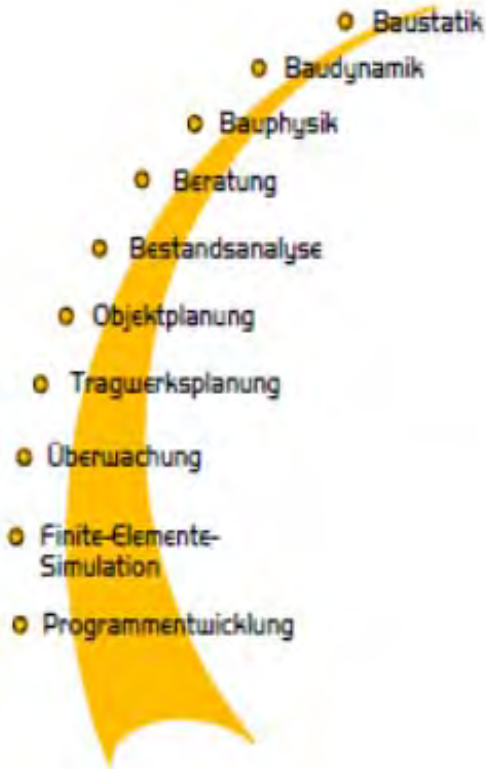 Baustatik
Baudynamik
Bauphysik
Beratung
Bestandsanalyse
Objektplanung
Tragwerksplanung
Überwachung
Finite-Elemente-
Simulation
Programmentwicklung